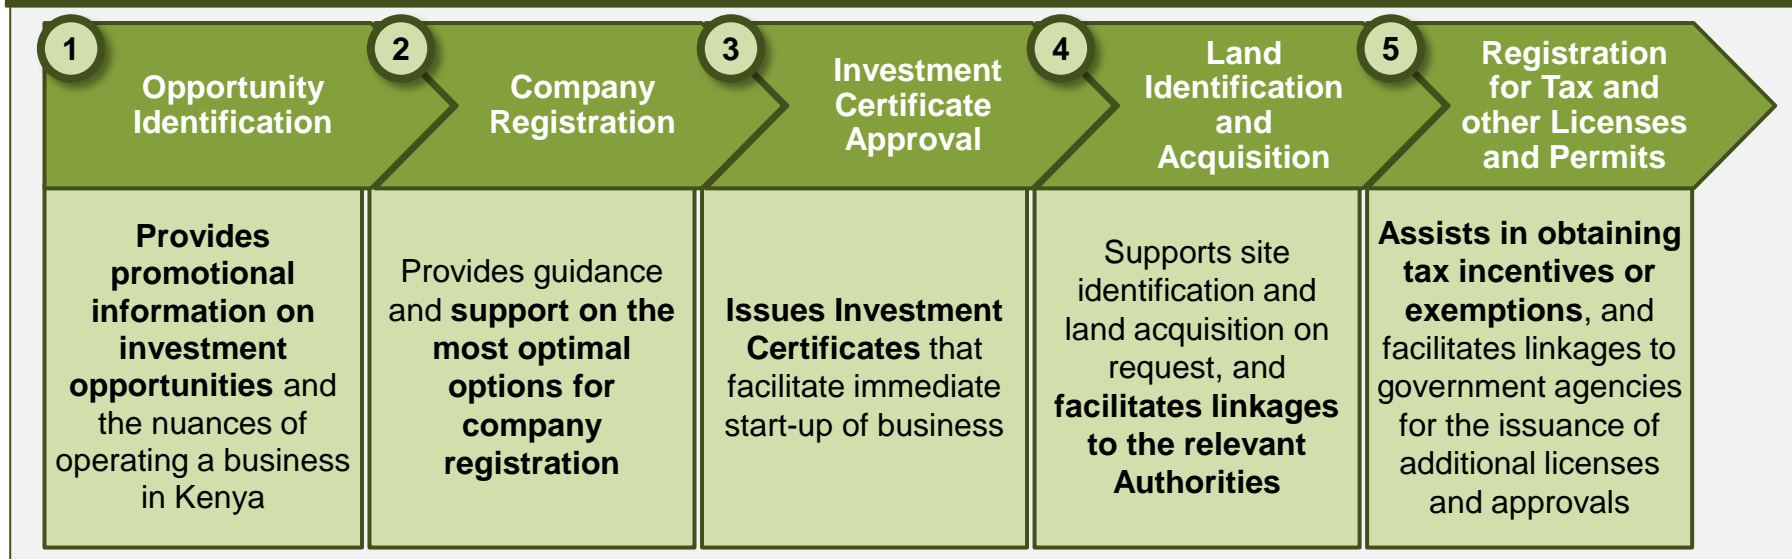 1
Opportunity
Identification
2
Company
Registration
3
Investment
Certificate
Approval
4
Land
Identification
and
Acquisition
5
Registration
for Tax and
other Licenses
and Permits
Provides
promotional
information on
investment
opportunities and
the nuances of
operating a business
in Kenya
Provides guidance
and support on the
most optimal
options for
company
registration
Issues Investment
Certificates that
facilitate immediate
start-up of business
Supports site
identification and
land acquisition on
request, and
facilitates linkages
to the relevant
Authorities
Assists in obtaining
tax incentives or
exemptions, and
facilitates linkages to
government agencies
for the issuance of
additional licenses
and approvals